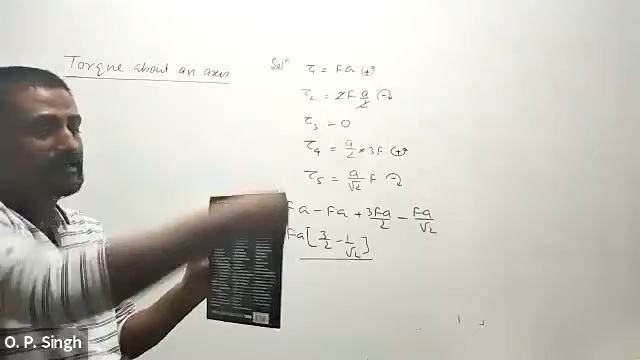 Torque about an axis
Solⁿ
τ₁ = Fa (+)
τ₂ = 2F a/2
τ₃ = 0
τ₄ = a/2 × 3F (+)
τ₅ = a/√2 F
Fa - Fa + 3Fa/2 - Fa/√2
Fa [3/2 - 1/√2]
O. P. Singh